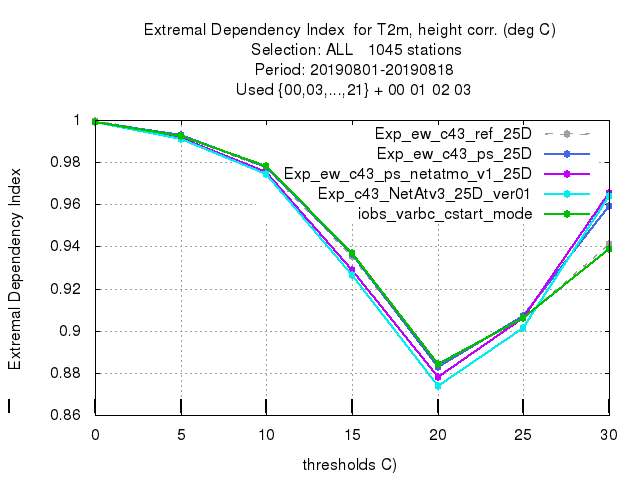 Extremal Dependency Index for T2m, height corr. (deg C)
Selection: ALL 1045 stations
Period: 20190801-20190818
Used {00,03,...,21} + 00 01 02 03
Extremal Dependency Index
1
0.98
0.96
0.94
0.92
0.9
0.88
0.86
Exp_ew_c43_ref_25D
Exp_ew_c43_ps_25D
Exp_ew_c43_ps_netatmo_v1_25D
Exp_c43_NetAtv3_25D_ver01
iobs_varbc_cstart_mode
0 5 10 15 20 25 30
thresholds C)